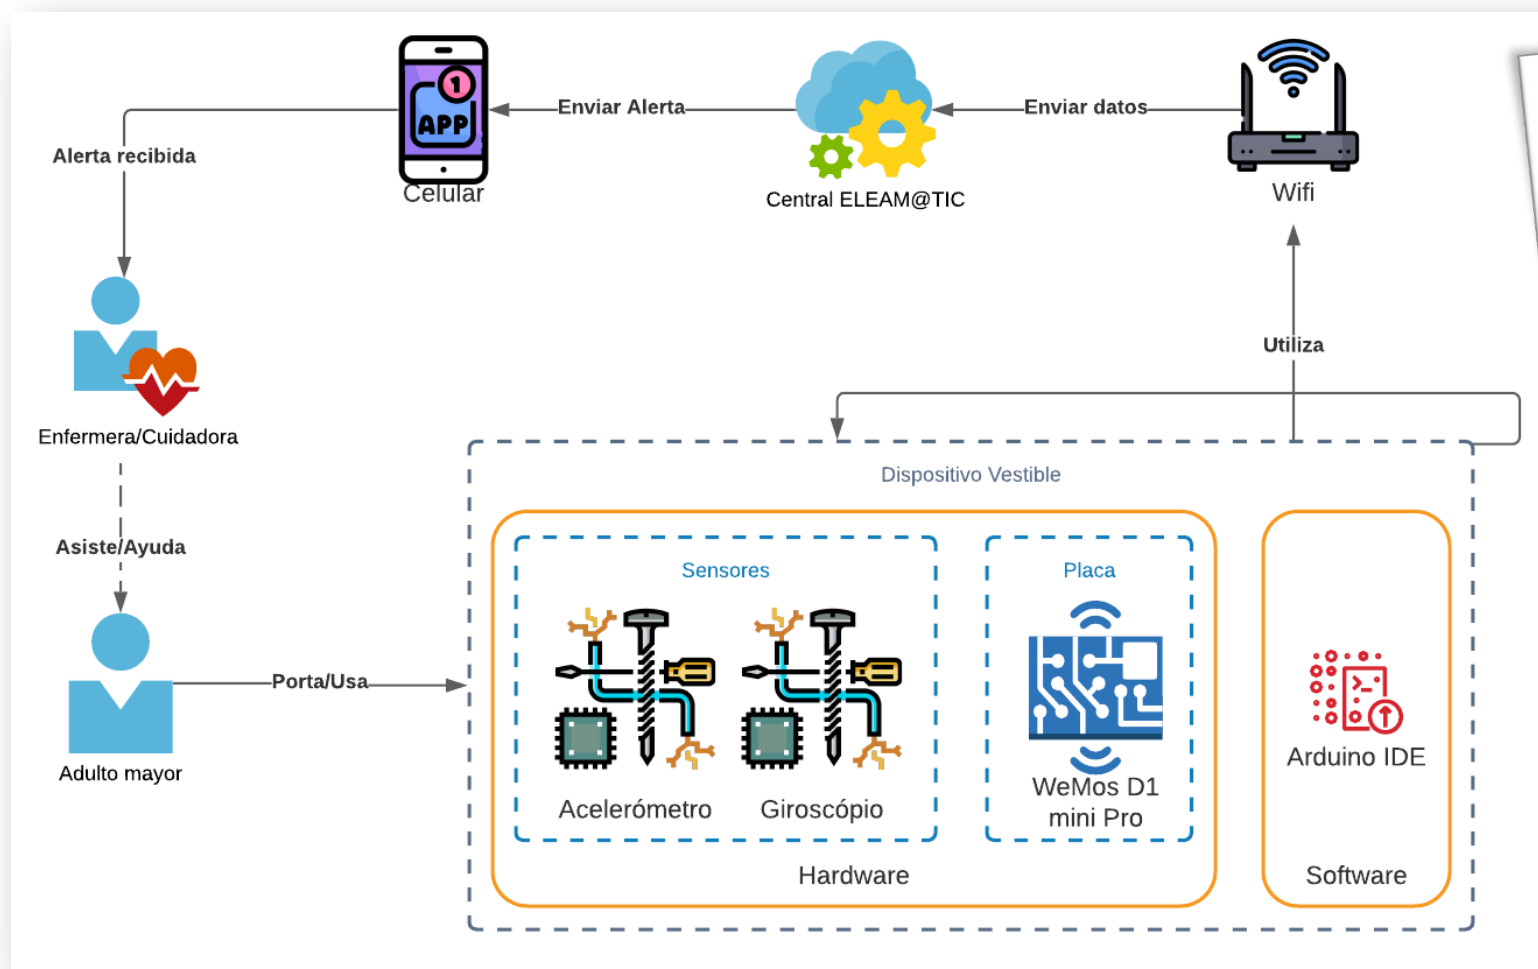 1
APP
Celular
Enviar Alerta
Central ELEAM@TIC
Enviar datos
Wifi
Alerta recibida
Enfermera/Cuidadora
Utiliza
Asiste/Ayuda
Adulto mayor
Porta/Usa
Dispositivo Vestible
Sensores
Acelerómetro
Giroscópio
Placa
WeMos D1
mini Pro
Hardware
Arduino IDE
Software